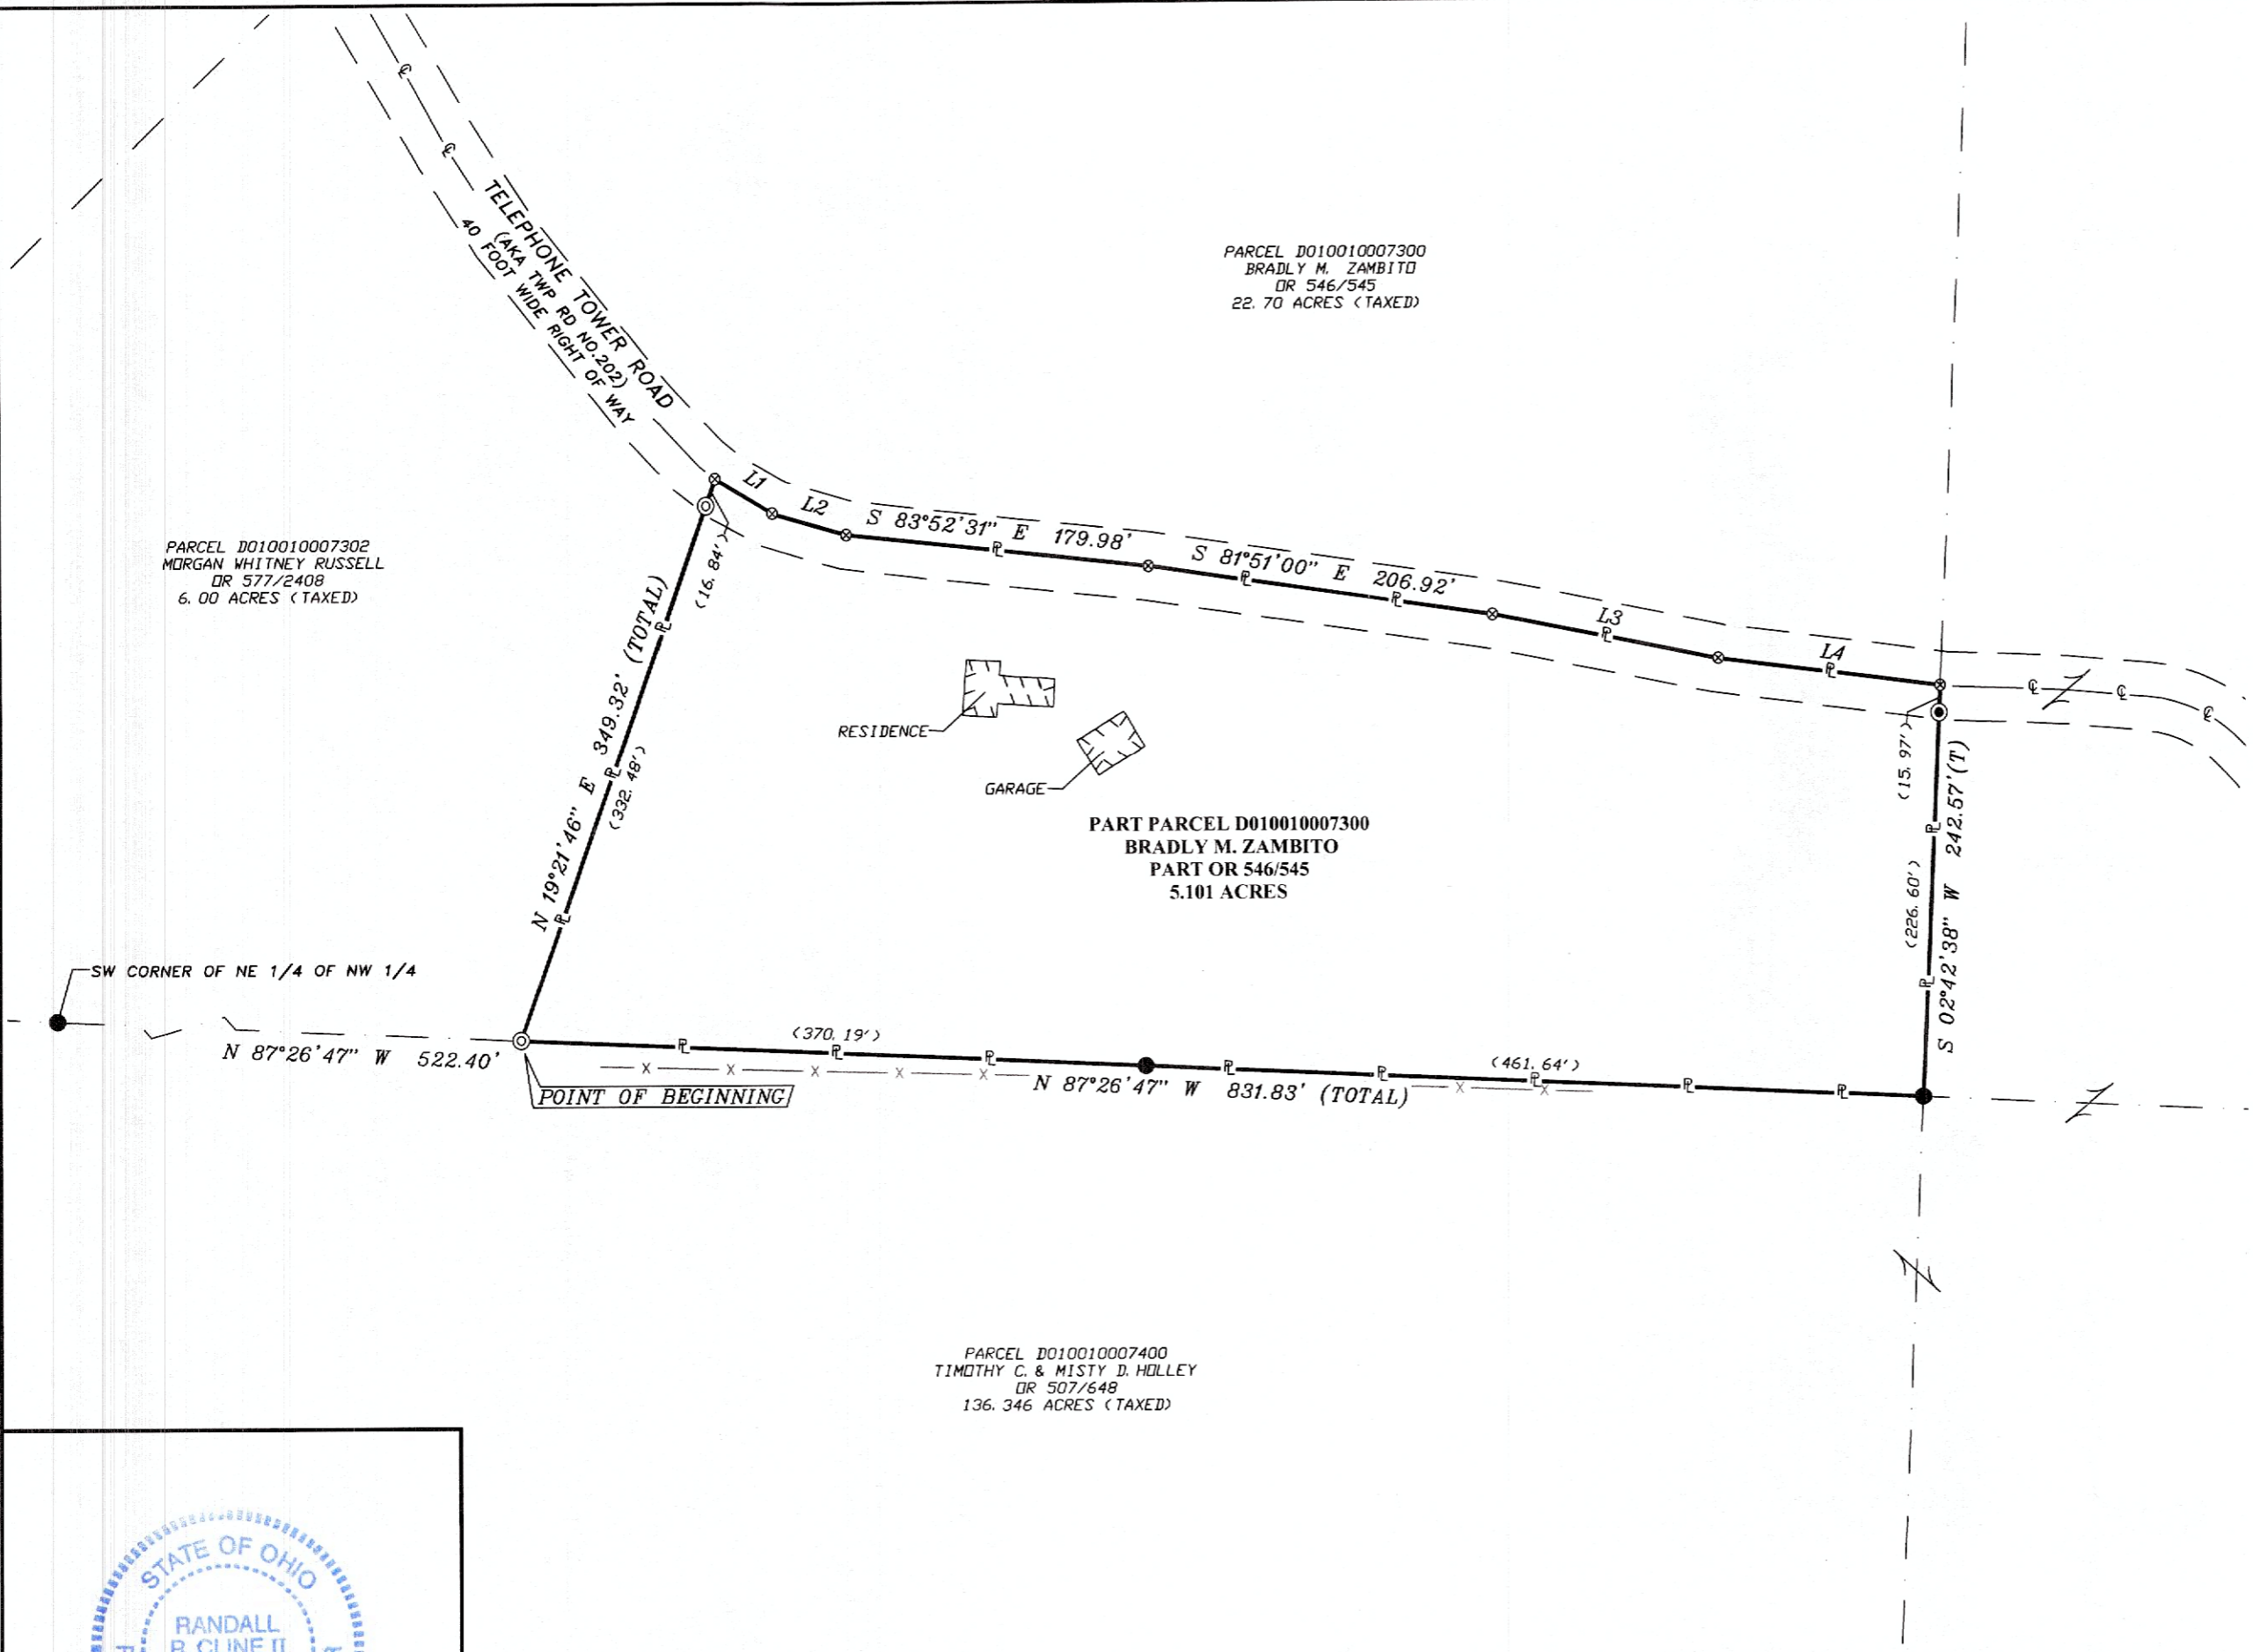 TELEPHONE TOWER ROAD
(AKA TWP RD NO.202)
40 FOOT WIDE RIGHT OF WAY
PARCEL D010010007300
BRADLY M. ZAMBITO
OR 546/545
22.70 ACRES (TAXED)
PARCEL D010010007302
MORGAN WHITNEY RUSSELL
OR 577/2408
6.00 ACRES (TAXED)
L1
L2
S 83°52'31" E 179.98'
S 81°51'00" E 206.92'
L3
L4
(16.84')
N 19°21'46" E 349.32' (TOTAL)
(332.48')
RESIDENCE
GARAGE
PART PARCEL D010010007300
BRADLY M. ZAMBITO
PART OR 546/545
5.101 ACRES
(15.97')
(226.60')
S 02°42'38" W 242.57'(T)
SW CORNER OF NE 1/4 OF NW 1/4
N 87°26'47" W 522.40'
POINT OF BEGINNING
(370.19')
N 87°26'47" W 831.83' (TOTAL)
(461.64')
PARCEL D010010007400
TIMOTHY C. & MISTY D. HOLLEY
OR 507/648
136.346 ACRES (TAXED)
STATE OF OHIO
RANDALL
R. CLINE II